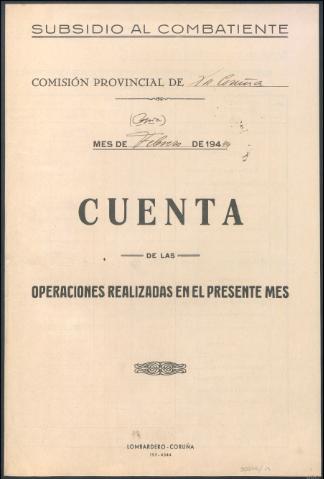 SUBSIDIO AL COMBATIENTE
COMISIÓN PROVINCIAL DE La Coruña
(Copia)
MES DE Febrero DE 194
CUENTA
DE LAS
OPERACIONES REALIZADAS EN EL PRESENTE MES
LOMBARDERO-CORUÑA